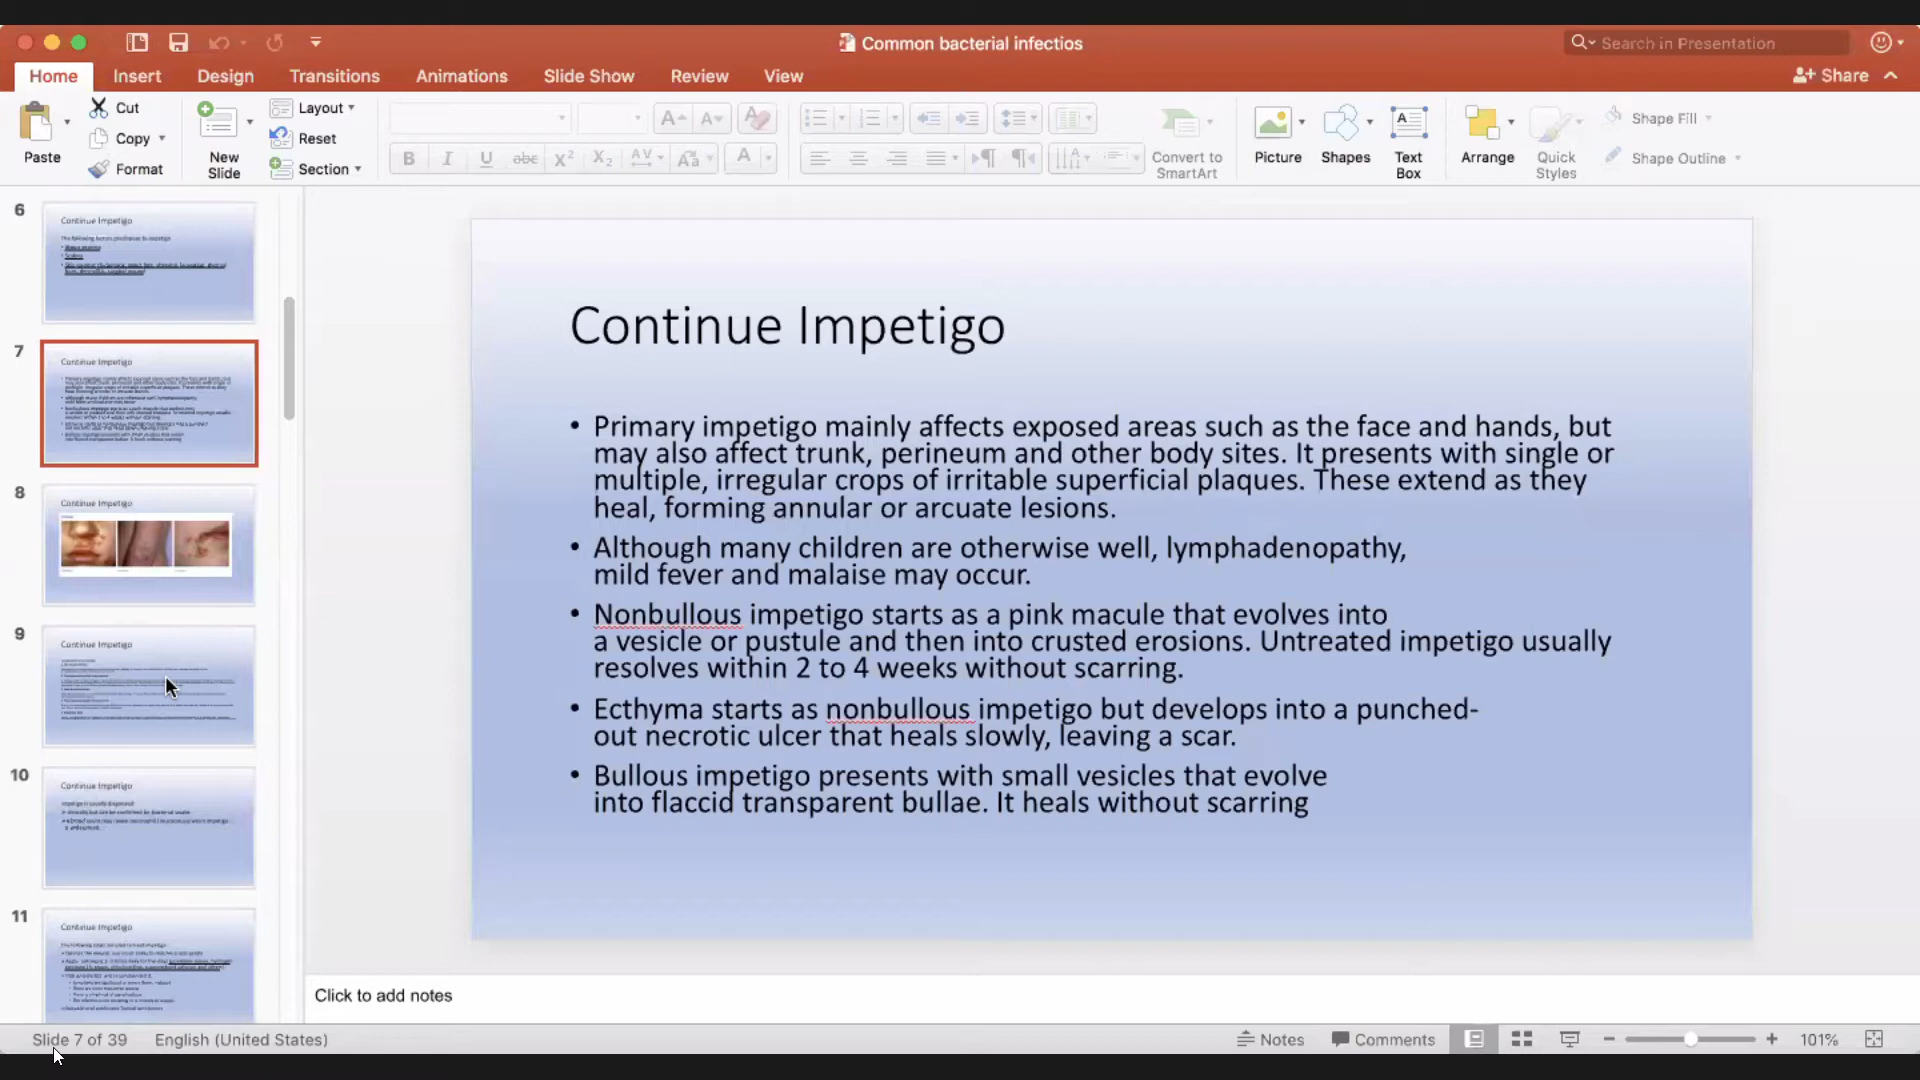 Common bacterial infectios
Search in Presentation
Home
Insert
Design
Transitions
Animations
Slide Show
Review
View
Share
Paste
Cut
Copy
Format
New
Slide
Layout
Reset
Section
Convert to
SmartArt
Picture
Shapes
Text
Box
Arrange
Quick
Styles
Shape Fill
Shape Outline
6
Continue Impetigo
7
Continue Impetigo
8
Continue Impetigo
9
Continue Impetigo
10
Continue Impetigo
11
Continue Impetigo
Continue Impetigo
• Primary impetigo mainly affects exposed areas such as the face and hands, but
may also affect trunk, perineum and other body sites. It presents with single or
multiple, irregular crops of irritable superficial plaques. These extend as they
heal, forming annular or arcuate lesions.
• Although many children are otherwise well, lymphadenopathy,
mild fever and malaise may occur.
• Nonbullous impetigo starts as a pink macule that evolves into
a vesicle or pustule and then into crusted erosions. Untreated impetigo usually
resolves within 2 to 4 weeks without scarring.
• Ecthyma starts as nonbullous impetigo but develops into a punched-
out necrotic ulcer that heals slowly, leaving a scar.
• Bullous impetigo presents with small vesicles that evolve
into flaccid transparent bullae. It heals without scarring
Click to add notes
Slide 7 of 39
English (United States)
Notes
Comments
101%